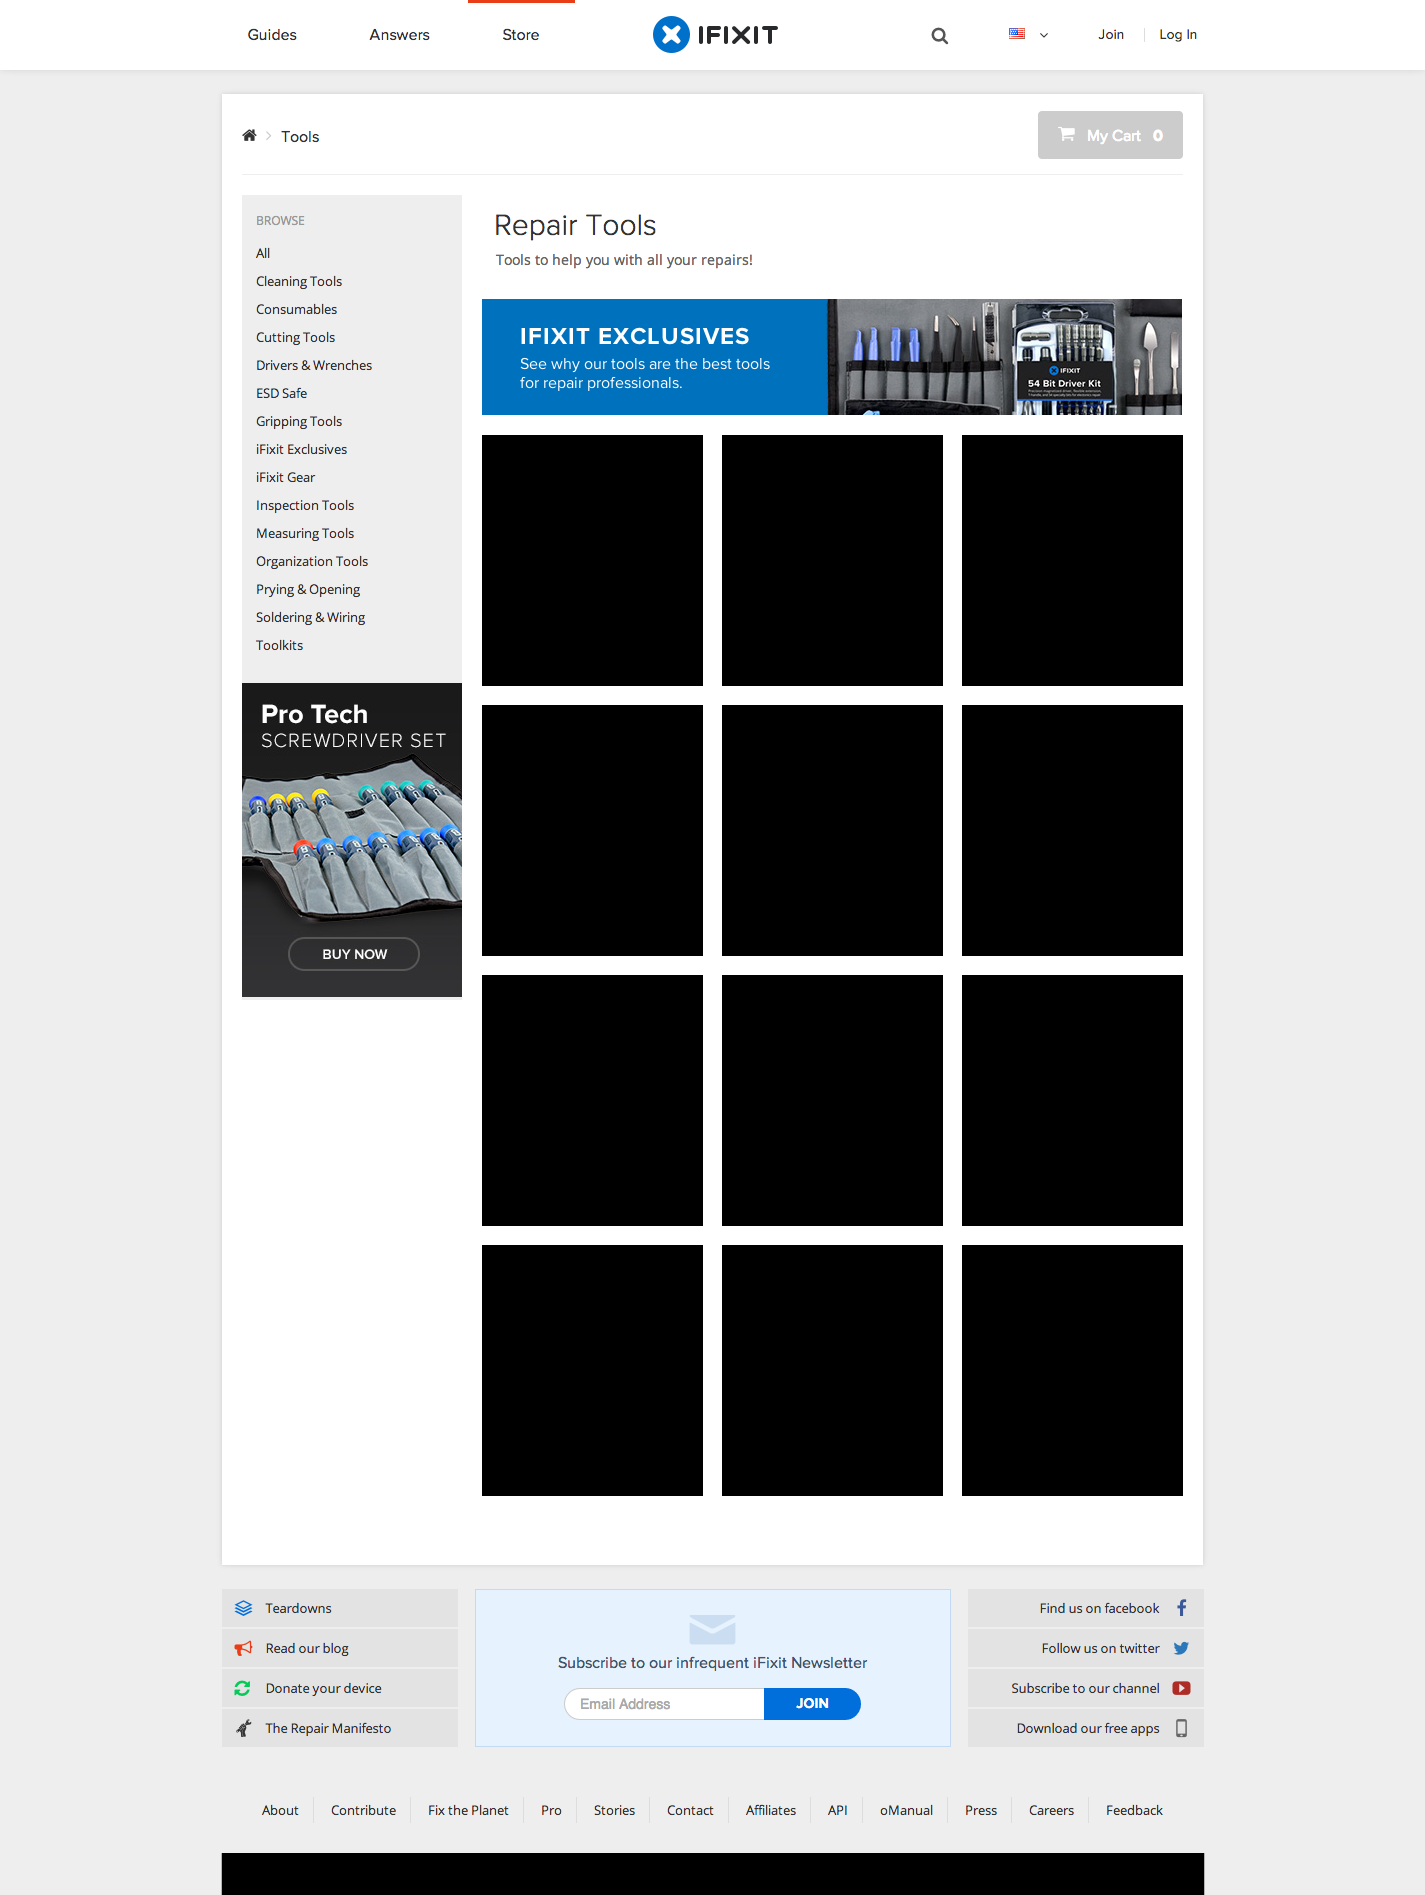 Guides
Answers
Store
IFIXIT
Join
Log In
Tools
My Cart 0
BROWSE
All
Cleaning Tools
Consumables
Cutting Tools
Drivers & Wrenches
ESD Safe
Gripping Tools
iFixit Exclusives
iFixit Gear
Inspection Tools
Measuring Tools
Organization Tools
Prying & Opening
Soldering & Wiring
Toolkits
Pro Tech
SCREWDRIVER SET
BUY NOW
Repair Tools
Tools to help you with all your repairs!
IFIXIT EXCLUSIVES
See why our tools are the best tools
for repair professionals.
IFIXIT
54 Bit Driver Kit
Teardowns
Read our blog
Donate your device
The Repair Manifesto
Subscribe to our infrequent iFixit Newsletter
Email Address
JOIN
Find us on facebook
Follow us on twitter
Subscribe to our channel
Download our free apps
About
Contribute
Fix the Planet
Pro
Stories
Contact
Affiliates
API
oManual
Press
Careers
Feedback